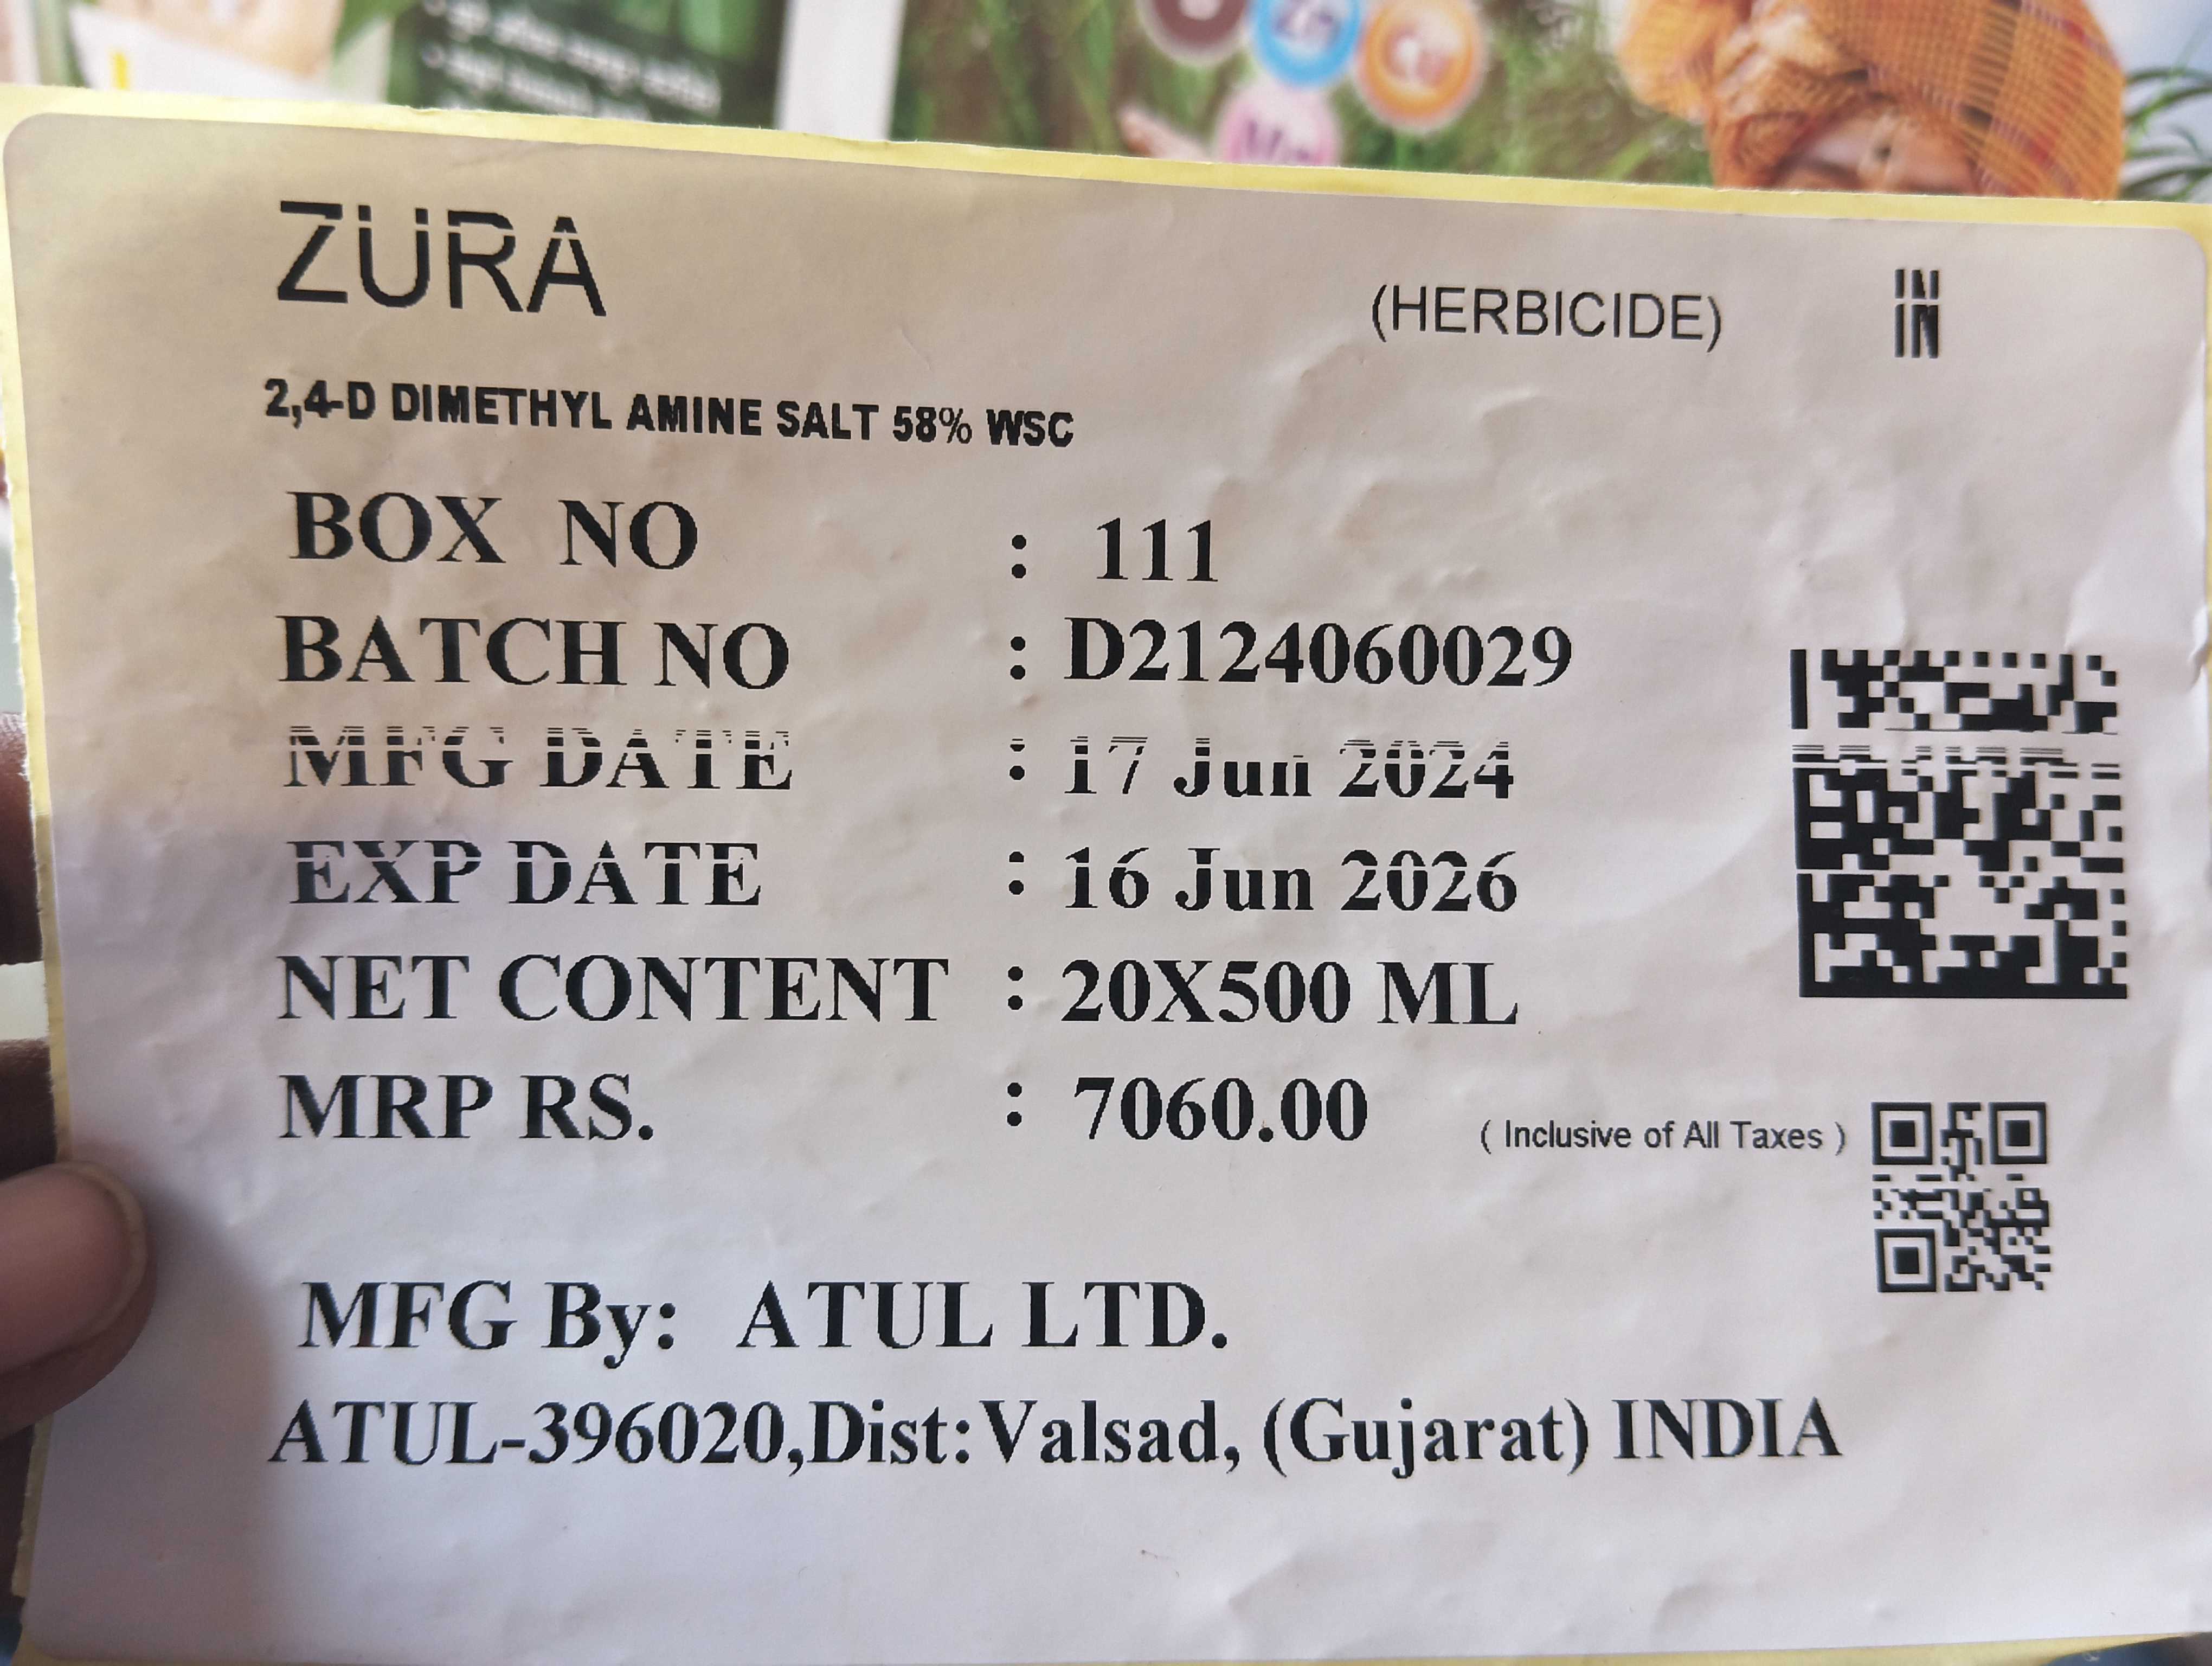 ZURA
(HERBICIDE)
IN
IN
2,4-D DIMETHYL AMINE SALT 58% WSC
BOX NO : 111
BATCH NO : D2124060029
MFG DATE : 17 Jun 2024
EXP DATE : 16 Jun 2026
NET CONTENT : 20X500 ML
MRP RS. : 7060.00 ( Inclusive of All Taxes )
MFG By: ATUL LTD.
ATUL-396020,Dist:Valsad, (Gujarat) INDIA